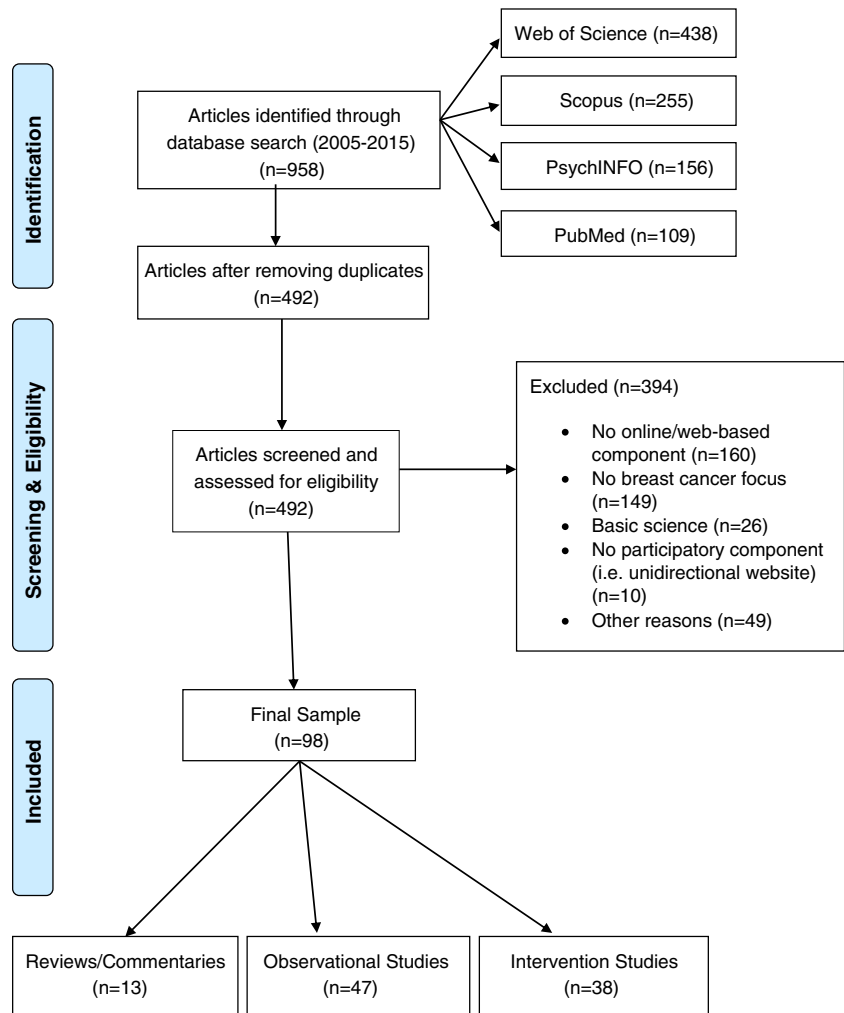 Identification
Articles identified through
database search (2005-2015)
(n=958)
Web of Science (n=438)
Scopus (n=255)
PsychINFO (n=156)
PubMed (n=109)
Articles after removing duplicates
(n=492)
Screening & Eligibility
Articles screened and
assessed for eligibility
(n=492)
Excluded (n=394)
• No online/web-based
component (n=160)
• No breast cancer focus
(n=149)
• Basic science (n=26)
• No participatory component
(i.e. unidirectional website)
(n=10)
• Other reasons (n=49)
Included
Final Sample
(n=98)
Reviews/Commentaries
(n=13)
Observational Studies
(n=47)
Intervention Studies
(n=38)